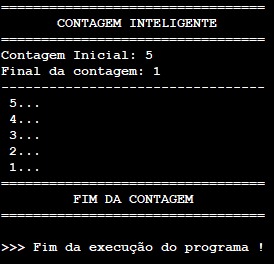 =================================
CONTAGEM INTELIGENTE
=================================
Contagem Inicial: 5
Final da contagem: 1
---------------------------------
5...
4...
3...
2...
1...
=================================
FIM DA CONTAGEM
=================================
>>> Fim da execução do programa !